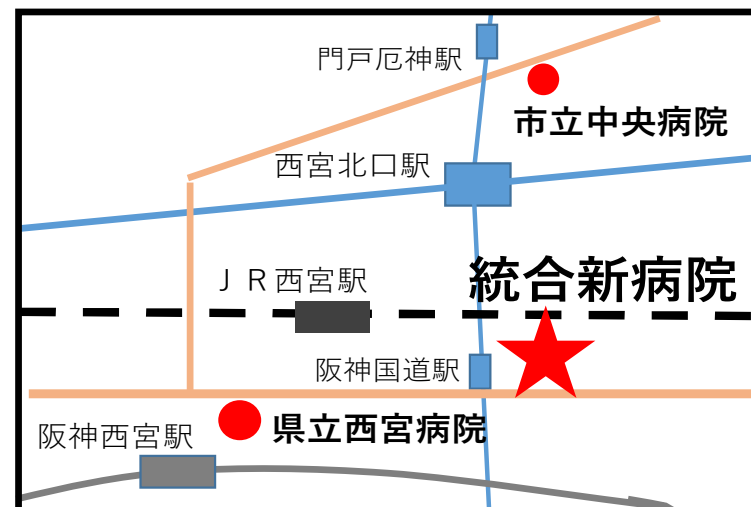 門戸厄神駅
市立中央病院
西宮北口駅
統合新病院
ＪＲ西宮駅
阪神国道駅
県立西宮病院
阪神西宮駅